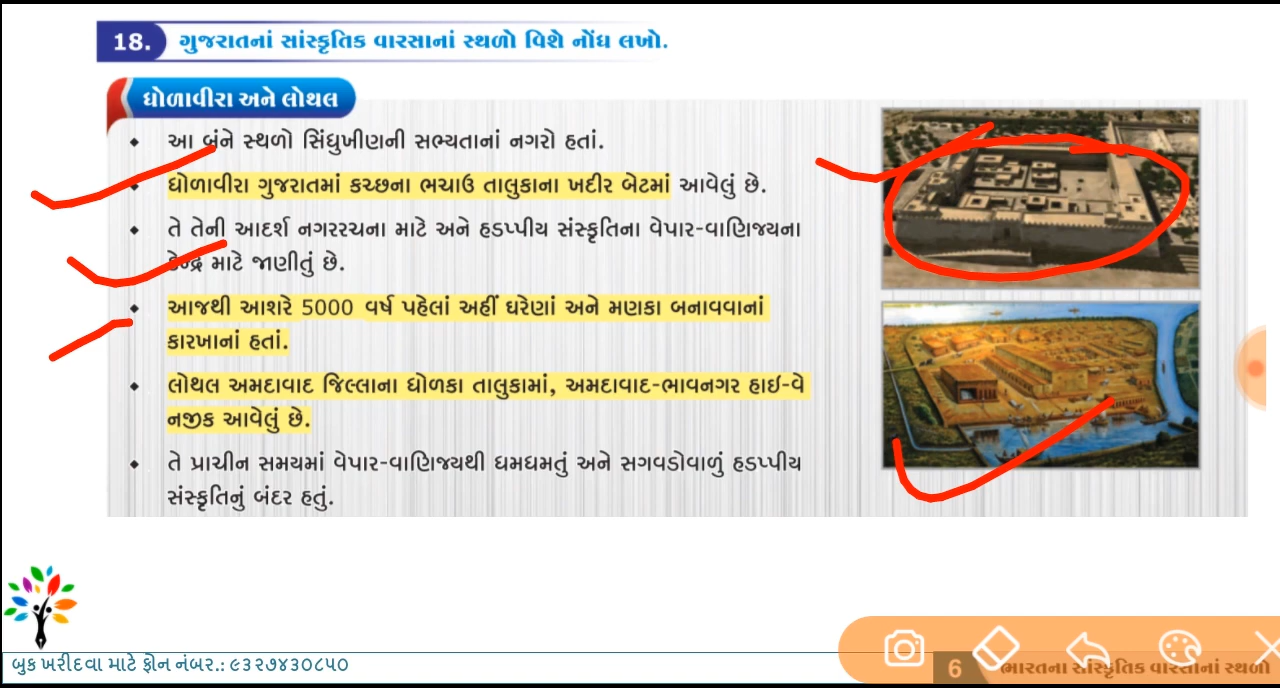 18. ગુજરાતનાં સાંસ્કૃતિક વારસાનાં સ્થળો વિશે નોંધ લખો.
ધોળાવીરા અને લોથલ
♦ આ બંને સ્થળો સિંધુખીણની સભ્યતાનાં નગરો હતાં.
♦ ધોળાવીરા ગુજરાતમાં કચ્છના ભચાઉ તાલુકાના ખદીર બેટમાં આવેલું છે.
♦ તે તેની આદર્શ નગરરચના માટે અને હડપ્પીય સંસ્કૃતિના વેપાર-વાણિજ્યના
કેન્દ્ર માટે જાણીતું છે.
♦ આજથી આશરે 5000 વર્ષ પહેલાં અહીં ઘરેણાં અને મણકા બનાવવાનાં
કારખાનાં હતાં.
♦ લોથલ અમદાવાદ જિલ્લાના ધોળકા તાલુકામાં, અમદાવાદ-ભાવનગર હાઈ-વે
નજીક આવેલું છે.
♦ તે પ્રાચીન સમયમાં વેપાર-વાણિજ્યથી ધમધમતું અને સગવડોવાળું હડપ્પીય
સંસ્કૃતિનું બંદર હતું.
બુક ખરીદવા માટે ફોન નંબર.: ૯૩૨૭૪૩૦૮૫૦
6 ભારતના સાંસ્કૃતિક વારસાનાં સ્થળો